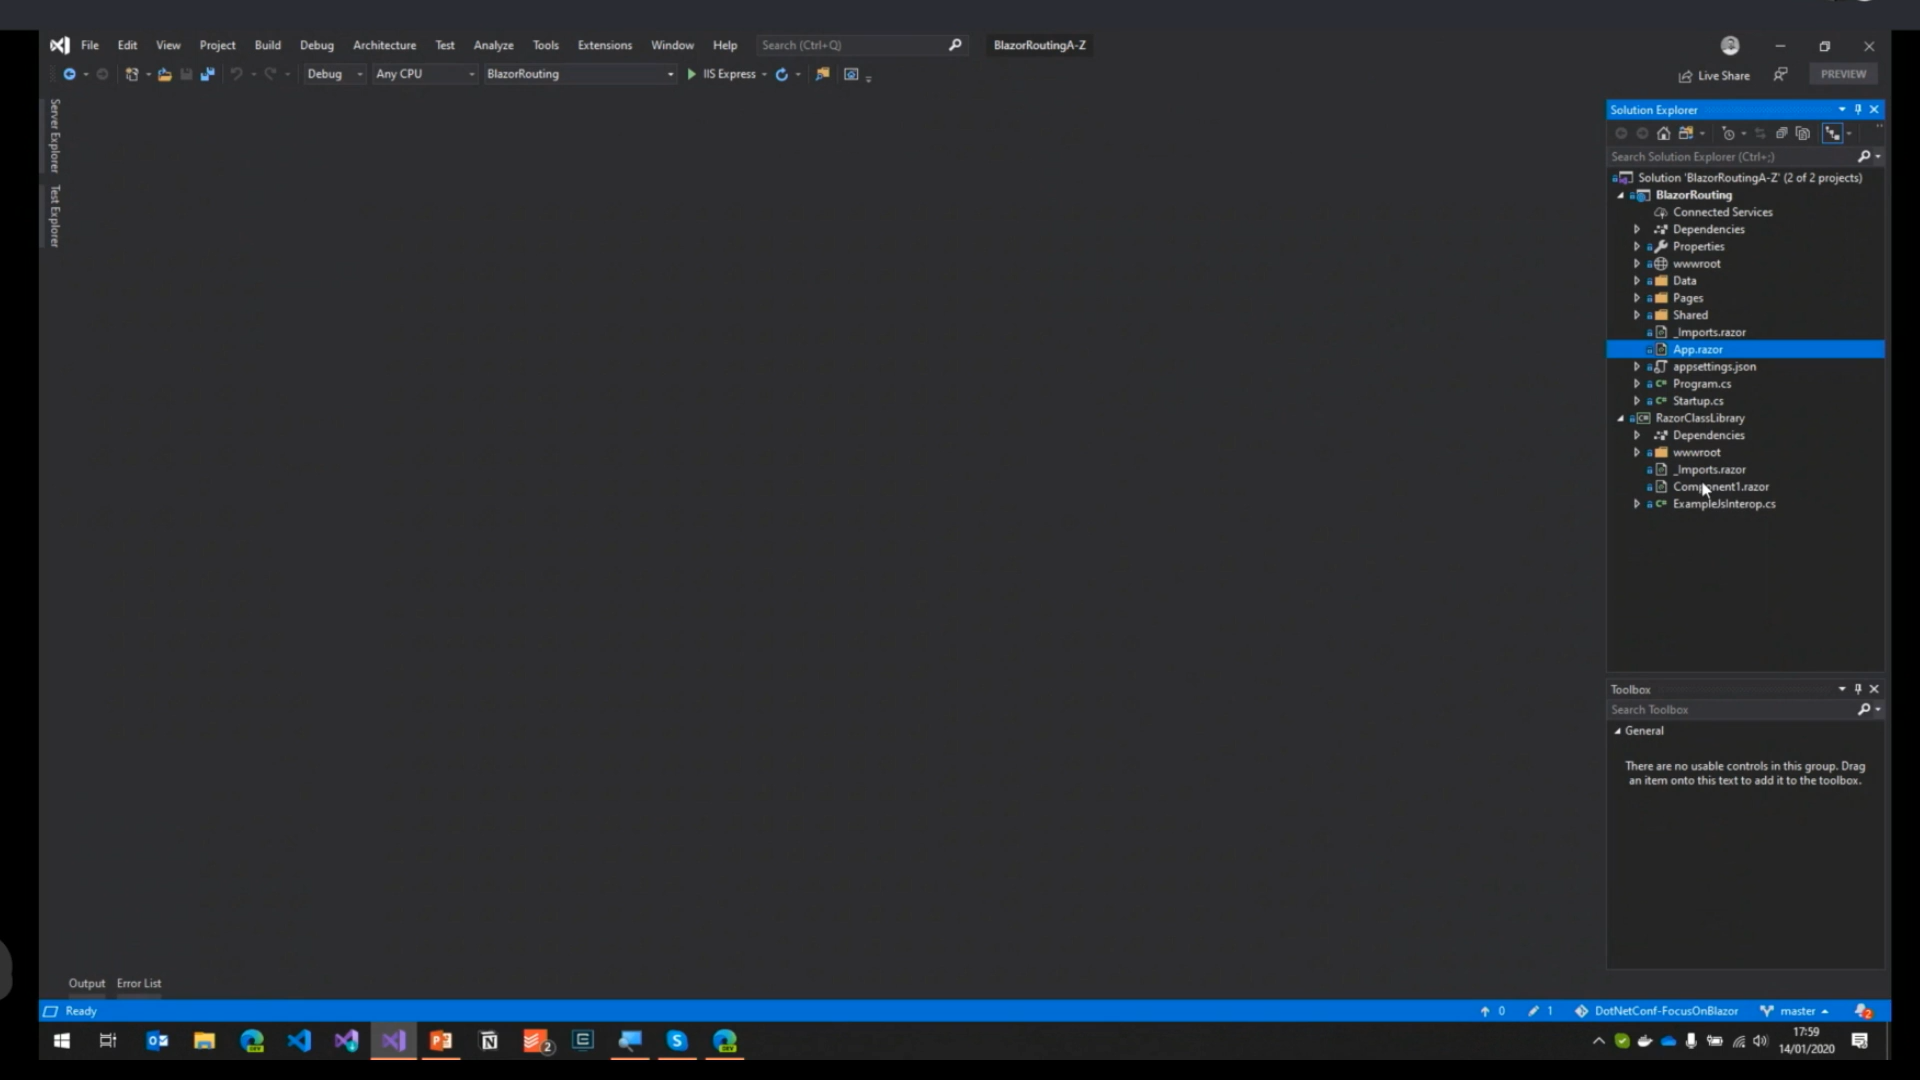 File Edit View Project Build Debug Architecture Test Analyze Tools Extensions Window Help Search (Ctrl+Q) BlazorRoutingA-Z
Debug Any CPU BlazorRouting IIS Express Live Share PREVIEW
Server Explorer
Test Explorer
Solution Explorer
Search Solution Explorer (Ctrl+;)
Solution 'BlazorRoutingA-Z' (2 of 2 projects)
BlazorRouting
Connected Services
Dependencies
Properties
wwwroot
Data
Pages
Shared
_Imports.razor
App.razor
appsettings.json
Program.cs
Startup.cs
RazorClassLibrary
Dependencies
wwwroot
_Imports.razor
Component1.razor
ExampleJsInterop.cs
Toolbox
Search Toolbox
General
There are no usable controls in this group. Drag
an item onto this text to add it to the toolbox.
Output Error List
Ready 0 1 DotNetConf-FocusOnBlazor master 2
2
17:59
14/01/2020